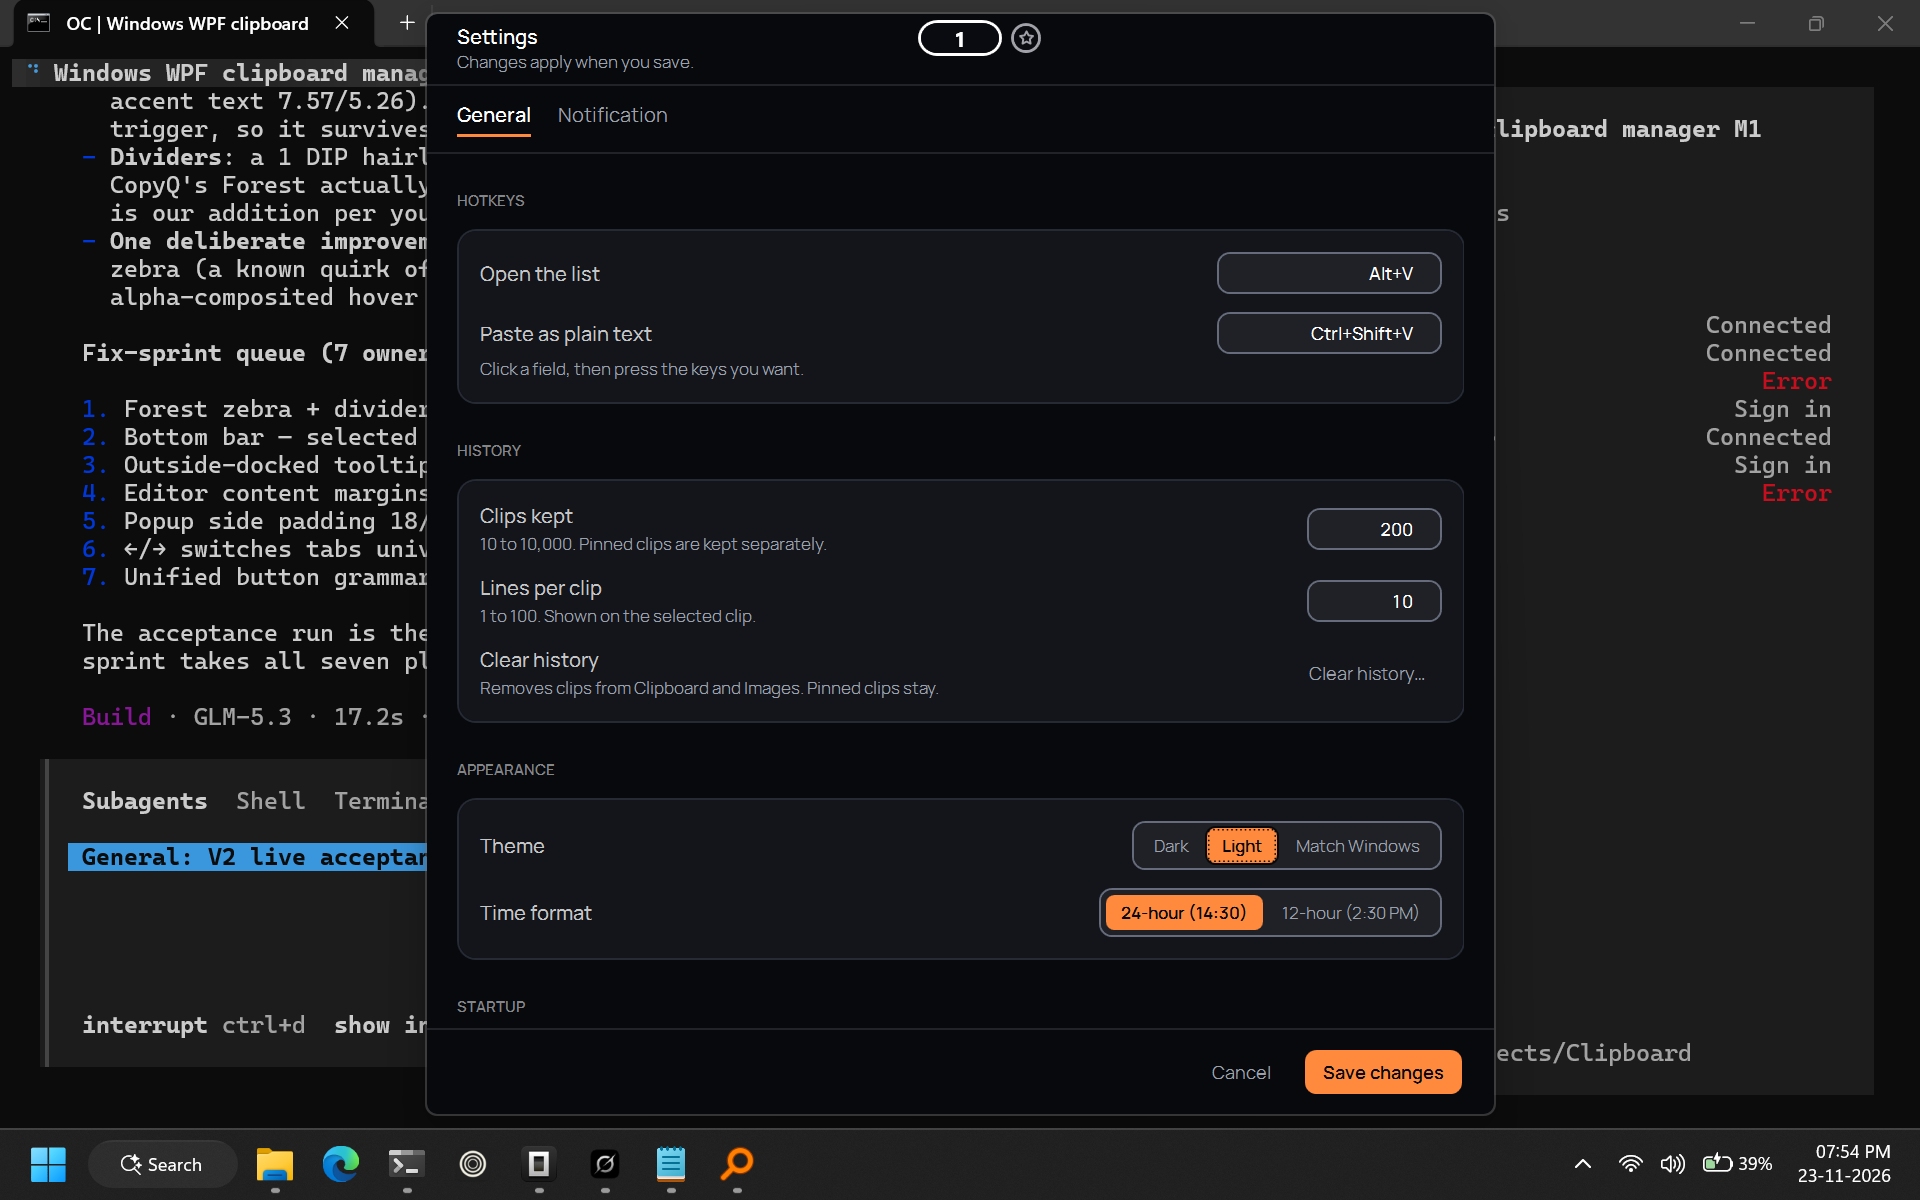 OC | Windows WPF clipboard
Windows WPF clipboard manag
accent text 7.57/5.26).
trigger, so it survives
- Dividers: a 1 DIP hairl
CopyQ's Forest actually
is our addition per you
- One deliberate improvem
zebra (a known quirk of
alpha-composited hover
Fix-sprint queue (7 owner
1. Forest zebra + divider
2. Bottom bar — selected
3. Outside-docked tooltip
4. Editor content margins
5. Popup side padding 18/
6. ←/→ switches tabs univ
7. Unified button grammar
The acceptance run is the
sprint takes all seven pl
Build · GLM-5.3 · 17.2s ·
Subagents Shell Termina
General: V2 live acceptan
interrupt ctrl+d show in
Settings
Changes apply when you save.
1
General Notification
HOTKEYS
Open the list
Alt+V
Paste as plain text
Ctrl+Shift+V
Click a field, then press the keys you want.
HISTORY
Clips kept
10 to 10,000. Pinned clips are kept separately.
200
Lines per clip
1 to 100. Shown on the selected clip.
10
Clear history
Removes clips from Clipboard and Images. Pinned clips stay.
Clear history...
APPEARANCE
Theme
Dark Light Match Windows
Time format
24-hour (14:30) 12-hour (2:30 PM)
STARTUP
Cancel Save changes
lipboard manager M1
s
Connected
Connected
Error
Sign in
Connected
Sign in
Error
ects/Clipboard
Search
39%
07:54 PM
23-11-2026